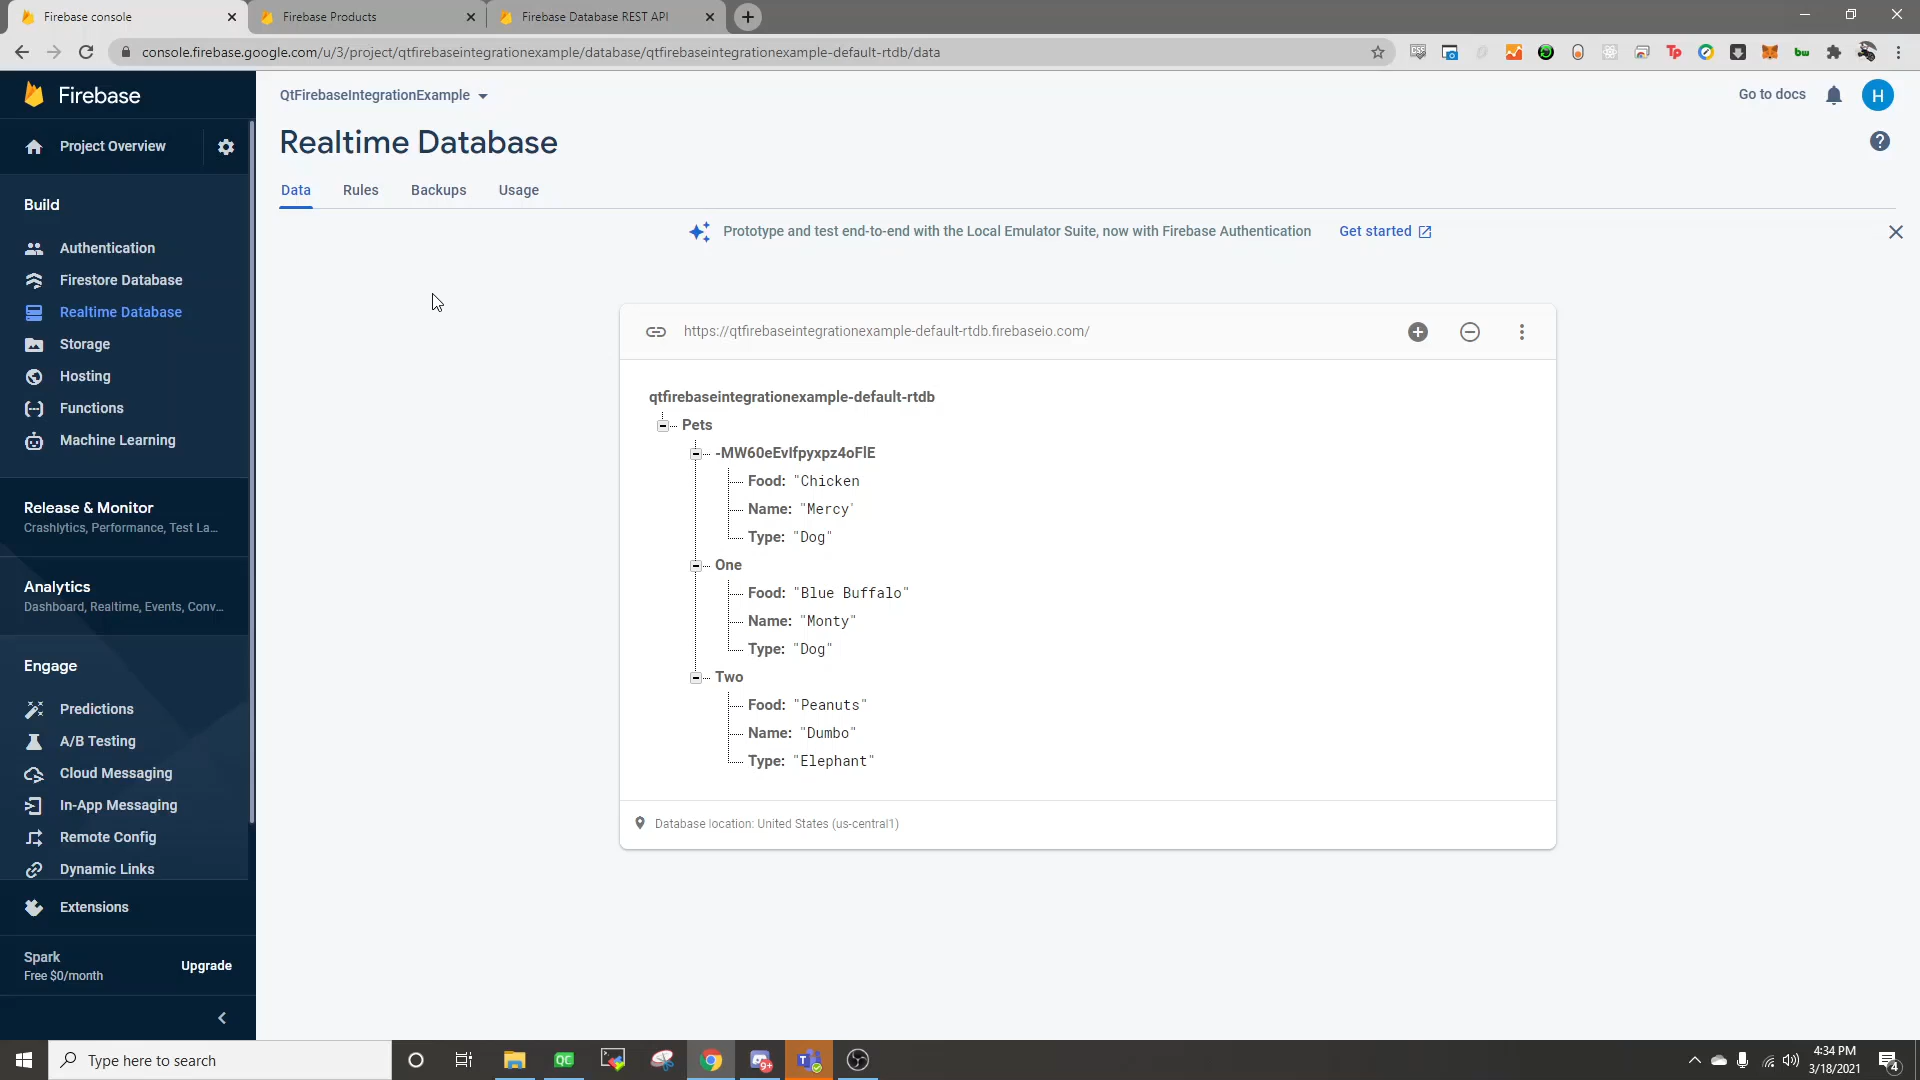 Firebase console
Firebase Products
Firebase Database REST API
console.firebase.google.com/u/3/project/qtfirebaseintegrationexample/database/qtfirebaseintegrationexample-default-rtdb/data
Firebase
Project Overview
Build
Authentication
Firestore Database
Realtime Database
Storage
Hosting
Functions
Machine Learning
Release & Monitor
Crashlytics, Performance, Test La...
Analytics
Dashboard, Realtime, Events, Conv...
Engage
Predictions
A/B Testing
Cloud Messaging
In-App Messaging
Remote Config
Dynamic Links
Extensions
Spark
Free $0/month
Upgrade
QtFirebaseIntegrationExample
Go to docs
H
Realtime Database
Data Rules Backups Usage
Prototype and test end-to-end with the Local Emulator Suite, now with Firebase Authentication Get started
https://qtfirebaseintegrationexample-default-rtdb.firebaseio.com/
qtfirebaseintegrationexample-default-rtdb
Pets
Food: "Chicken
Name: "Mercy'
Type: "Dog"
One
Food: "Blue Buffalo"
Name: "Monty"
Type: "Dog"
Two
Food: "Peanuts"
Name: "Dumbo"
Type: "Elephant"
Database location: United States (us-central1)
Type here to search
4:34 PM
3/18/2021